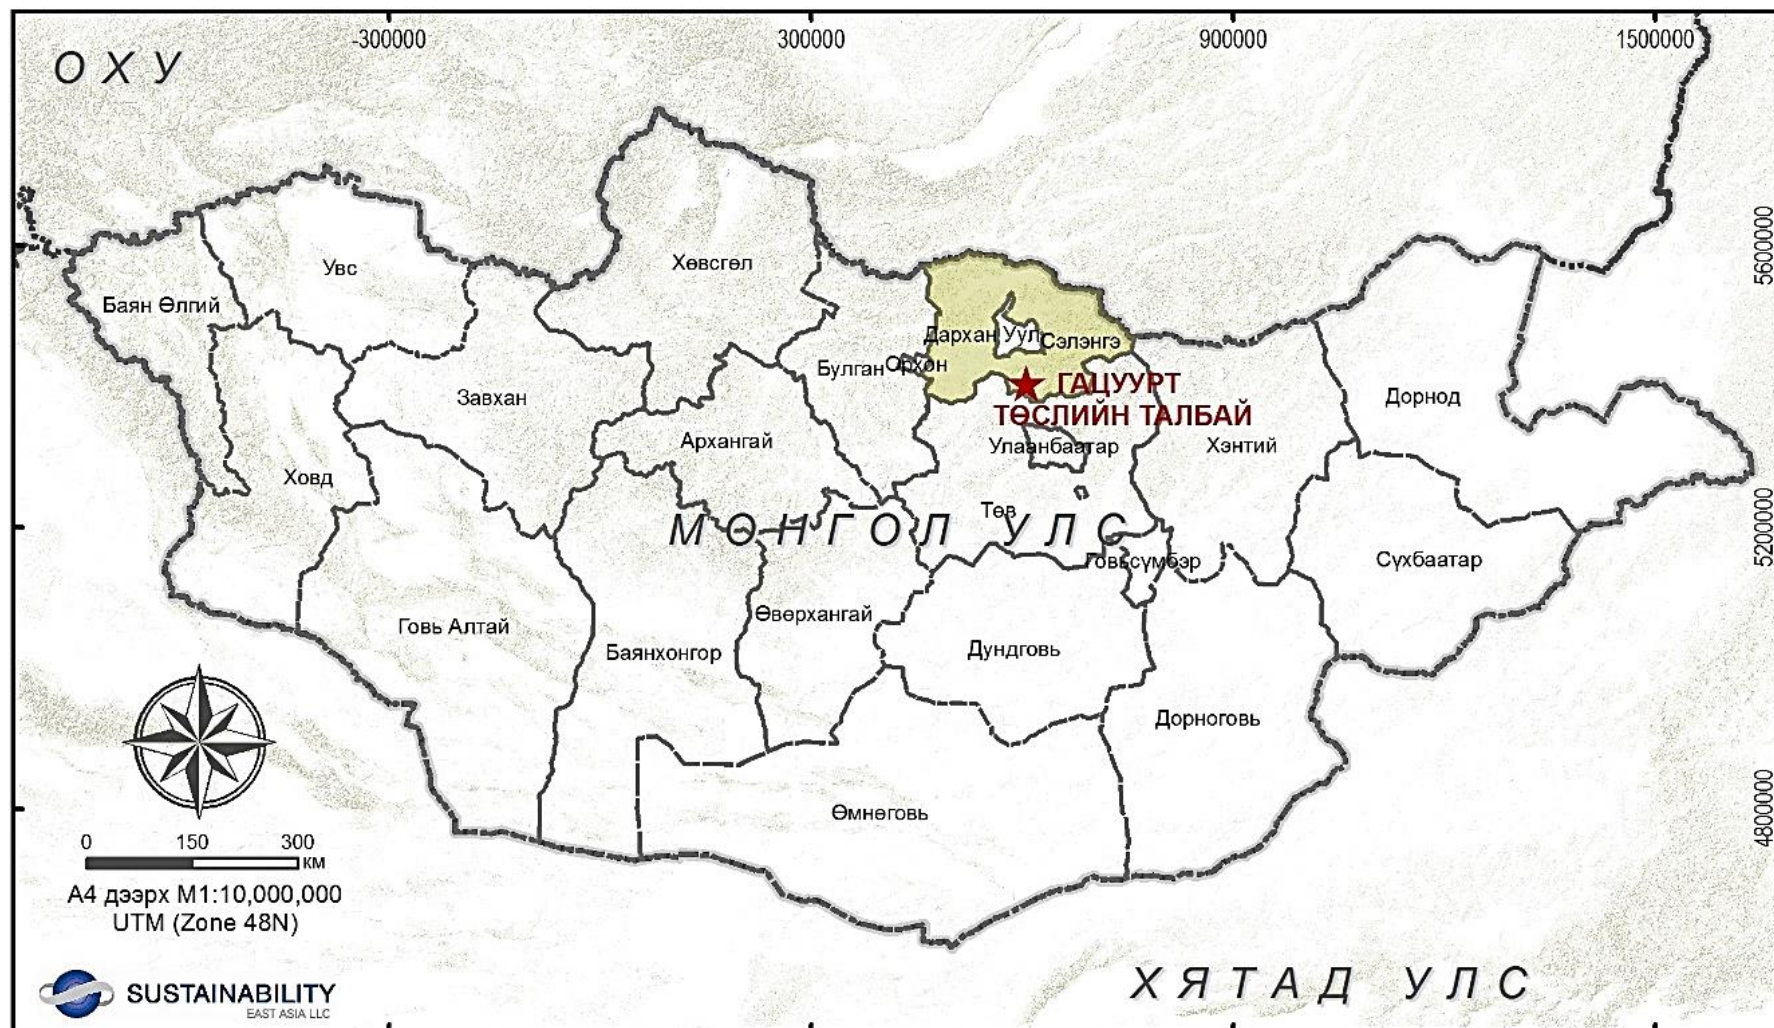 -300000
300000
900000
1500000
ОХУ
5600000
Хөвсгөл
Увс
Баян Өлгий
Дархан Уул
Сэлэнгэ
Булган
Орхон
ГАЦУУРТ
ТӨСЛИЙН ТАЛБАЙ
Завхан
Дорнод
Архангай
Улаанбаатар
Хэнтий
Ховд
Төв
МОНГОЛ УЛС
5200000
Говьсүмбэр
Сүхбаатар
Өвөрхангай
Говь Алтай
Баянхонгор
Дундговь
Дорноговь
Өмнөговь
4800000
0 150 300
км
А4 дээрх М1:10,000,000
UTM (Zone 48N)
ХЯТАД УЛС
SUSTAINABILITY
EAST ASIA LLC